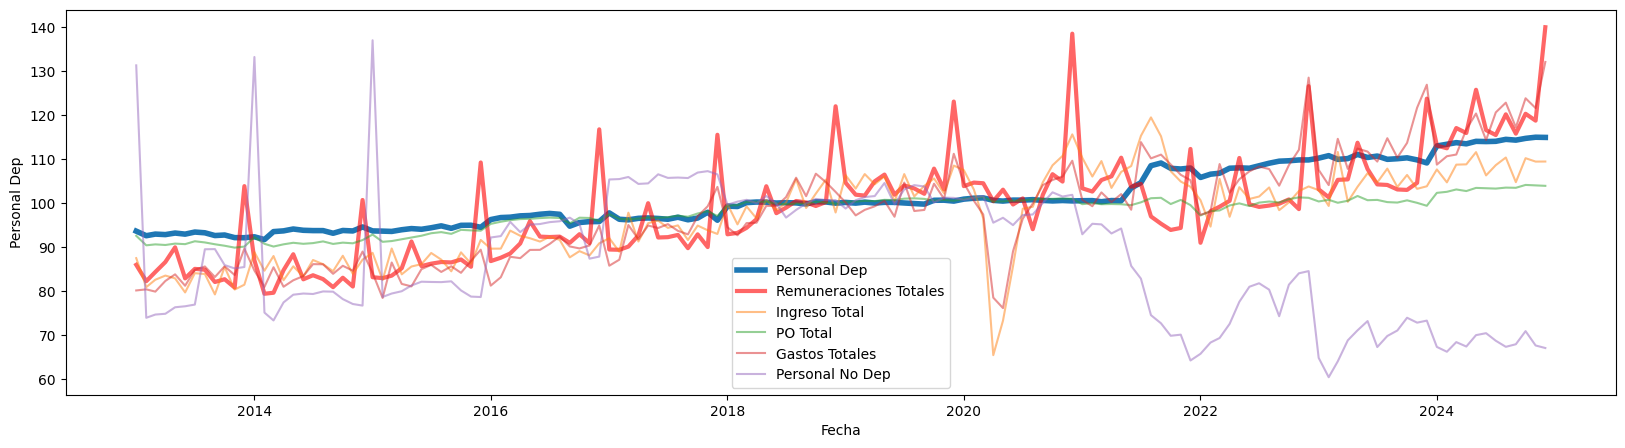 140
130
120
110
100
90
80
70
60
Personal Dep
Personal Dep
Remuneraciones Totales
Ingreso Total
PO Total
Gastos Totales
Personal No Dep
2014
2016
2018
2020
2022
2024
Fecha